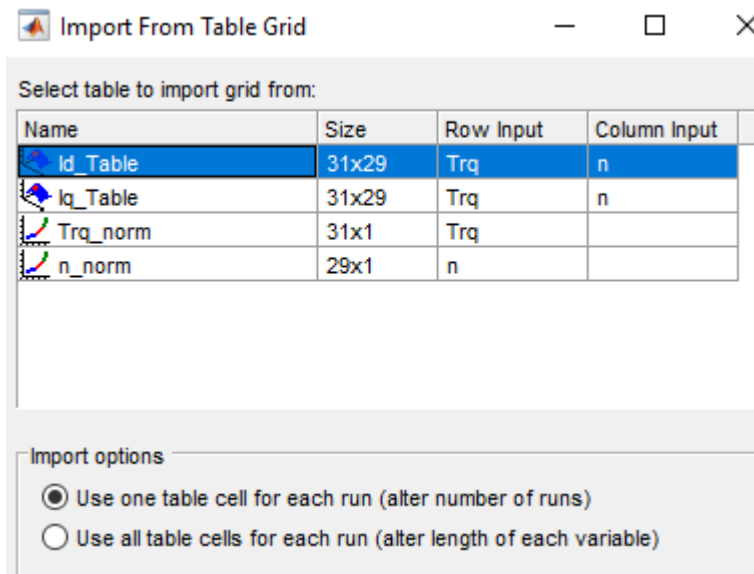 Import From Table Grid
Select table to import grid from:
Name Size Row Input Column Input
Id_Table 31x29 Trq n
Iq_Table 31x29 Trq n
Trq_norm 31x1 Trq
n_norm 29x1 n
Import options
Use one table cell for each run (alter number of runs)
Use all table cells for each run (alter length of each variable)